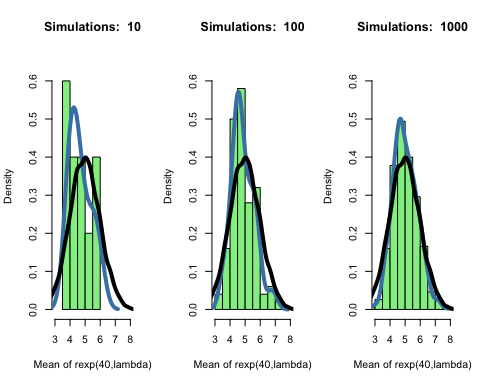 Simulations: 10
Density
0.0 0.1 0.2 0.3 0.4 0.5 0.6
3 4 5 6 7 8
Mean of rexp(40,lambda)
Simulations: 100
Density
0.0 0.1 0.2 0.3 0.4 0.5 0.6
3 4 5 6 7 8
Mean of rexp(40,lambda)
Simulations: 1000
Density
0.0 0.1 0.2 0.3 0.4 0.5 0.6
3 4 5 6 7 8
Mean of rexp(40,lambda)